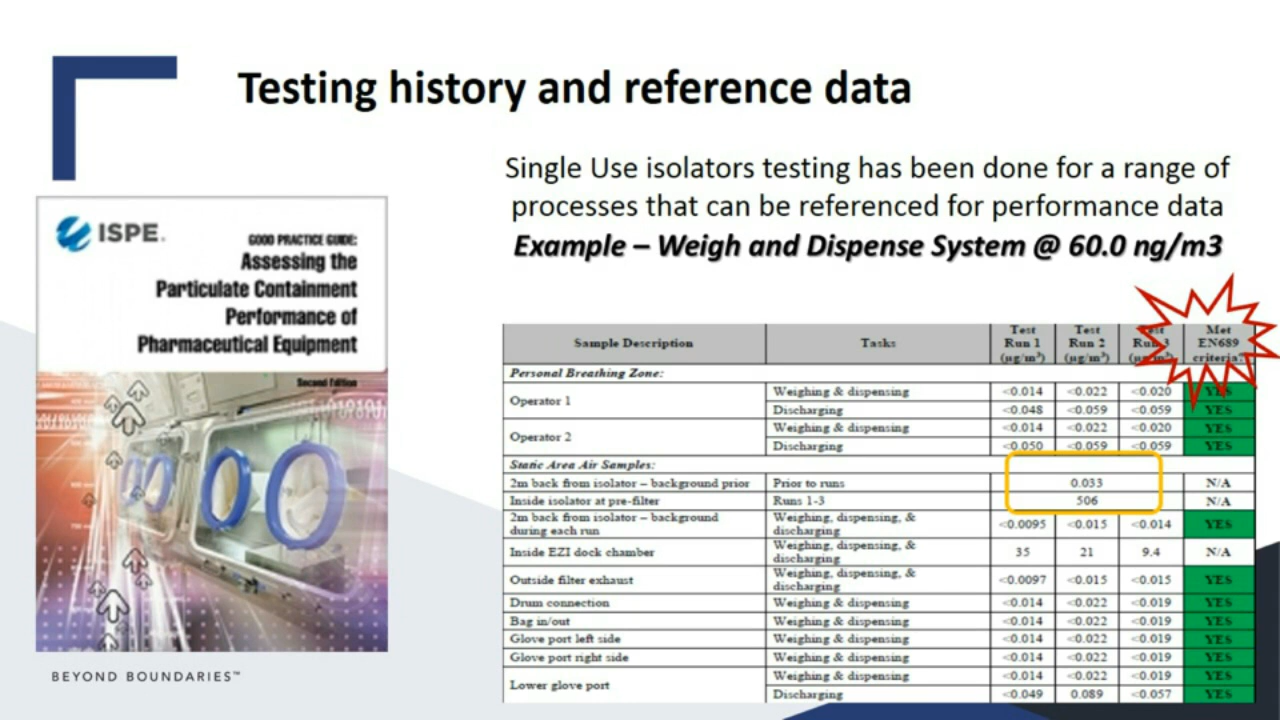 Testing history and reference data
Single Use isolators testing has been done for a range of
processes that can be referenced for performance data
Example – Weigh and Dispense System @ 60.0 ng/m3
ISPE.
GOOD PRACTICE GUIDE:
Assessing the
Particulate Containment
Performance of
Pharmaceutical Equipment
Second Edition
BEYOND BOUNDARIES™
Sample Description Tasks Test Run 1 (µg/m³) Test Run 2 (µg/m³) Test Run 3 (µg/m³) Met EN689 criteria?
Personal Breathing Zone:
Operator 1 Weighing & dispensing <0.014 <0.022 <0.020 YES
Discharging <0.048 <0.059 <0.059 YES
Operator 2 Weighing & dispensing <0.014 <0.022 <0.020 YES
Discharging <0.050 <0.059 <0.059 YES
Static Area Air Samples:
2m back from isolator – background prior Prior to runs 0.033 N/A
Inside isolator at pre-filter Runs 1-3 506 N/A
2m back from isolator – background during each run Weighing, dispensing, & discharging <0.0095 <0.015 <0.014 YES
Inside EZI dock chamber Weighing, dispensing, & discharging 35 21 9.4 N/A
Outside filter exhaust Weighing, dispensing, & discharging <0.0097 <0.015 <0.015 YES
Drum connection Weighing & dispensing <0.014 <0.022 <0.019 YES
Bag in/out Weighing & dispensing <0.014 <0.022 <0.019 YES
Glove port left side Weighing & dispensing <0.014 <0.022 <0.019 YES
Glove port right side Weighing & dispensing <0.014 <0.022 <0.019 YES
Lower glove port Weighing & dispensing <0.014 <0.022 <0.019 YES
Discharging <0.049 0.089 <0.057 YES